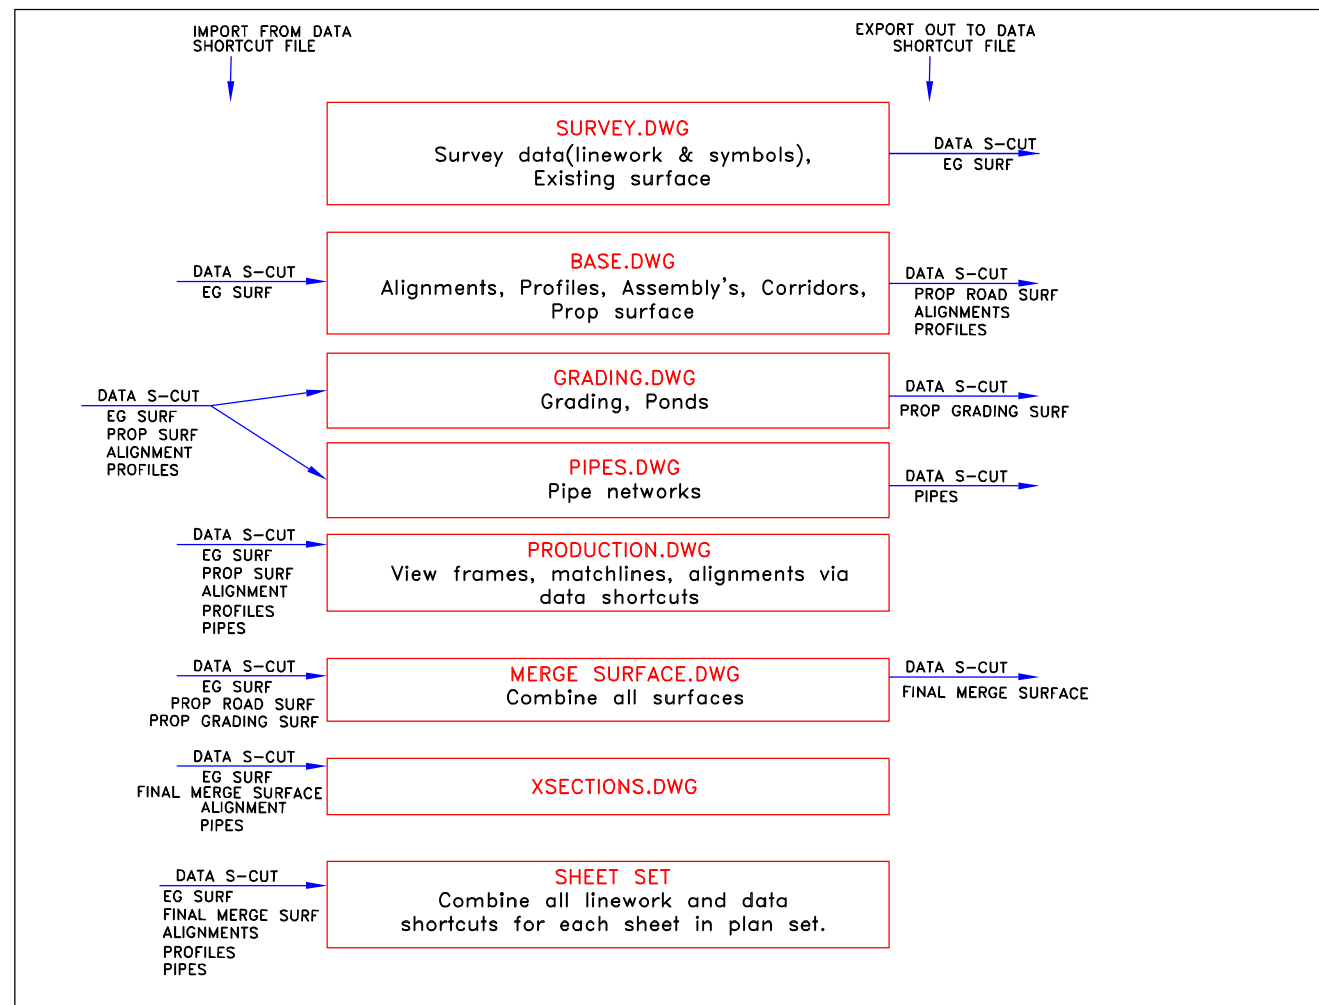 IMPORT FROM DATA
SHORTCUT FILE
EXPORT OUT TO DATA
SHORTCUT FILE
SURVEY.DWG
Survey data(linework & symbols),
Existing surface
DATA S-CUT
EG SURF
DATA S-CUT
EG SURF
BASE.DWG
Alignments, Profiles, Assembly's, Corridors,
Prop surface
DATA S-CUT
PROP ROAD SURF
ALIGNMENTS
PROFILES
DATA S-CUT
EG SURF
PROP SURF
ALIGNMENT
PROFILES
GRADING.DWG
Grading, Ponds
DATA S-CUT
PROP GRADING SURF
PIPES.DWG
Pipe networks
DATA S-CUT
PIPES
DATA S-CUT
EG SURF
PROP SURF
ALIGNMENT
PROFILES
PIPES
PRODUCTION.DWG
View frames, matchlines, alignments via
data shortcuts
DATA S-CUT
EG SURF
PROP ROAD SURF
PROP GRADING SURF
MERGE SURFACE.DWG
Combine all surfaces
DATA S-CUT
FINAL MERGE SURFACE
DATA S-CUT
EG SURF
FINAL MERGE SURFACE
ALIGNMENT
PIPES
XSECTIONS.DWG
DATA S-CUT
EG SURF
FINAL MERGE SURF
ALIGNMENTS
PROFILES
PIPES
SHEET SET
Combine all linework and data
shortcuts for each sheet in plan set.